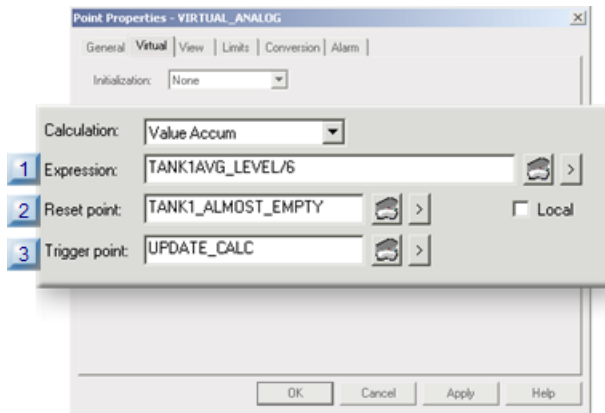 Point Properties - VIRTUAL_ANALOG
General Virtual View Limits Conversion Alarm
Initialization: None
Calculation: Value Accum
1 Expression: TANK1AVG_LEVEL/6 >
2 Reset point: TANK1_ALMOST_EMPTY > Local
3 Trigger point: UPDATE_CALC >
OK Cancel Apply Help